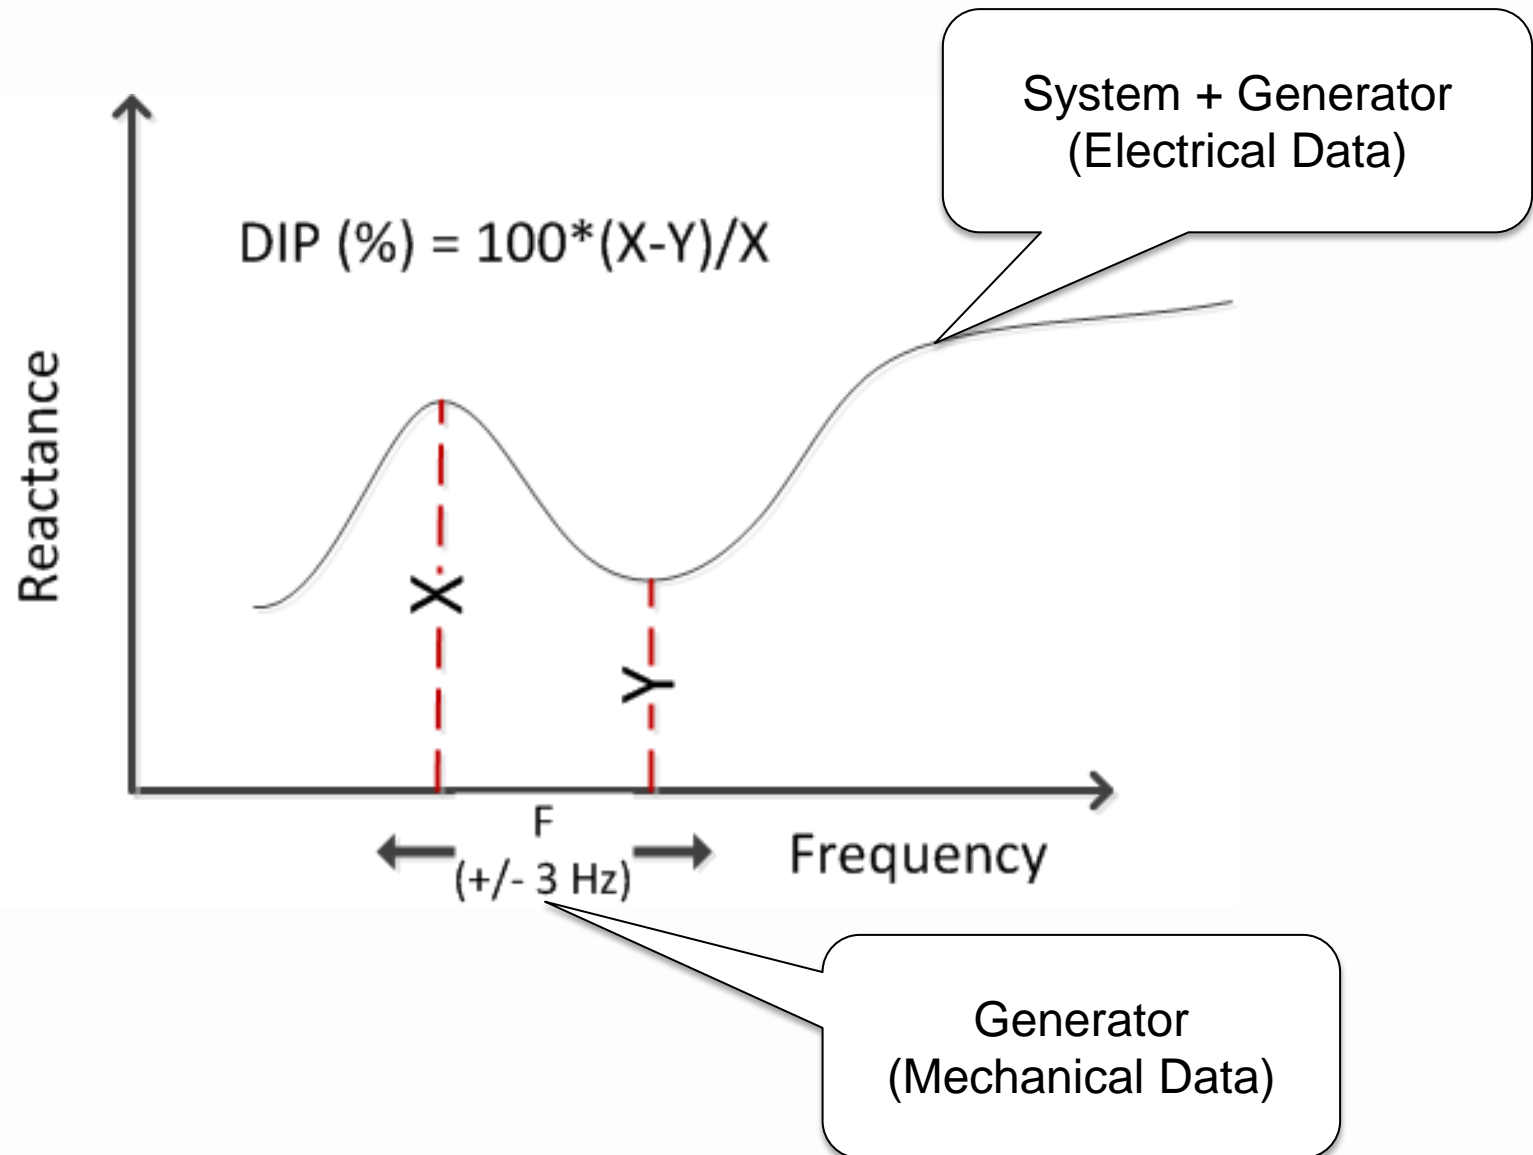 System + Generator
(Electrical Data)
DIP (%) = 100*(X-Y)/X
Reactance
X
Y
F
(+/- 3 Hz)
Frequency
Generator
(Mechanical Data)